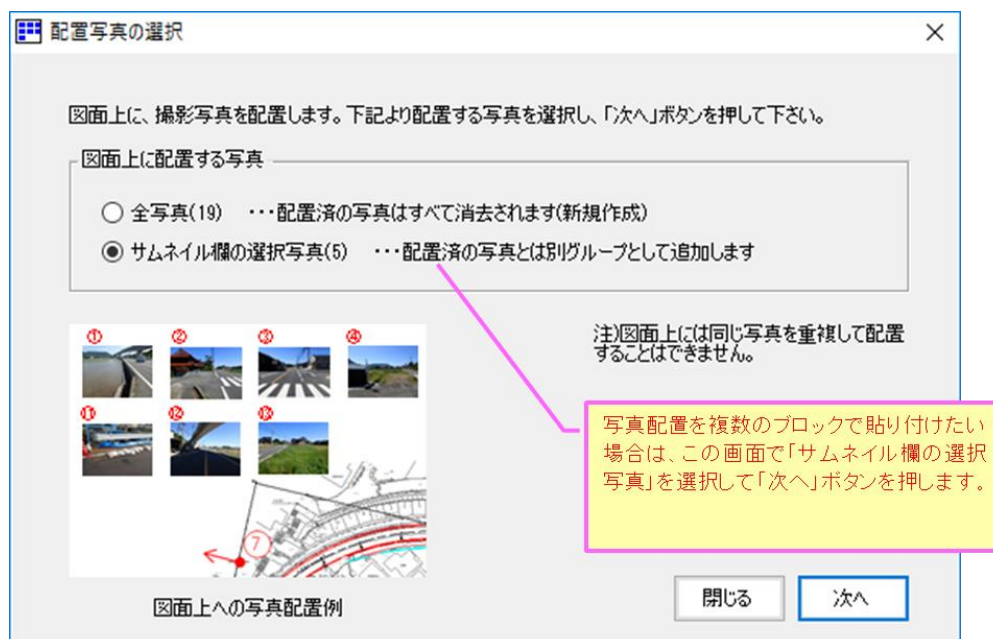 配置写真の選択
図面上に、撮影写真を配置します。下記より配置する写真を選択し、「次へ」ボタンを押して下さい。
図面上に配置する写真
全写真(19) ・・・配置済の写真はすべて消去されます(新規作成)
サムネイル欄の選択写真(5) ・・・配置済の写真とは別グループとして追加します
① ② ③ ④
⑪ ⑫ ⑬
⑦
図面上への写真配置例
注)図面上には同じ写真を重複して配置
することはできません。
写真配置を複数のブロックで貼り付けたい
場合は、この画面で「サムネイル欄の選択
写真」を選択して「次へ」ボタンを押します。
閉じる
次へ